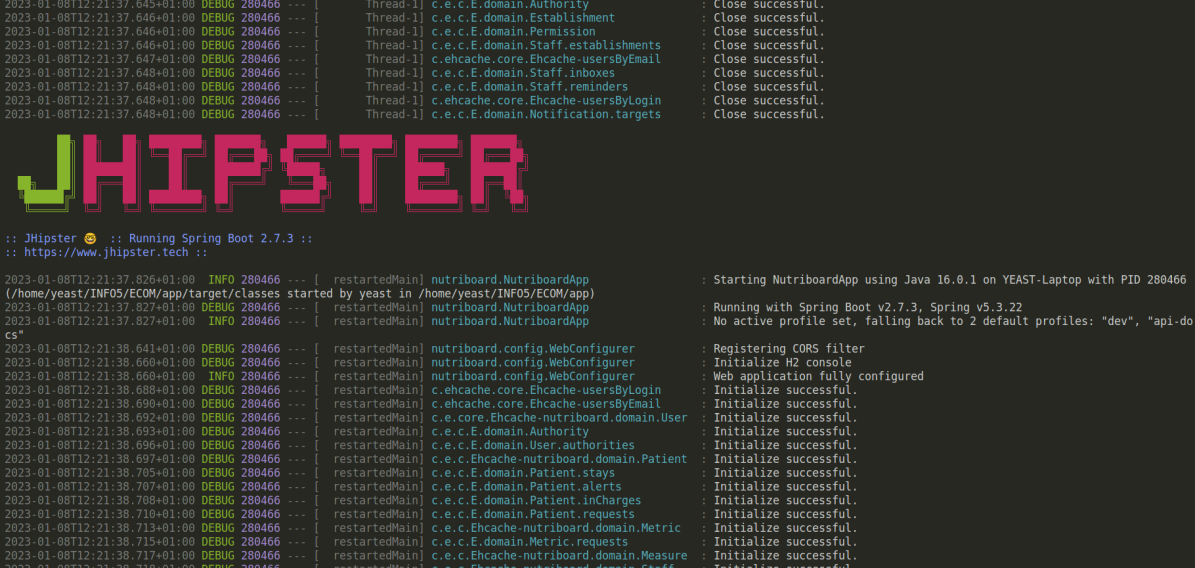 2023-01-08T12:21:37.645+01:00 DEBUG 280466 --- [       Thread-1] c.e.c.E.domain.Authority                 : Close successful.
2023-01-08T12:21:37.646+01:00 DEBUG 280466 --- [       Thread-1] c.e.c.E.domain.Establishment             : Close successful.
2023-01-08T12:21:37.646+01:00 DEBUG 280466 --- [       Thread-1] c.e.c.E.domain.Permission                : Close successful.
2023-01-08T12:21:37.646+01:00 DEBUG 280466 --- [       Thread-1] c.e.c.E.domain.Staff.establishments      : Close successful.
2023-01-08T12:21:37.647+01:00 DEBUG 280466 --- [       Thread-1] c.ehcache.core.Ehcache-usersByEmail      : Close successful.
2023-01-08T12:21:37.648+01:00 DEBUG 280466 --- [       Thread-1] c.e.c.E.domain.Staff.inboxes             : Close successful.
2023-01-08T12:21:37.648+01:00 DEBUG 280466 --- [       Thread-1] c.e.c.E.domain.Staff.reminders           : Close successful.
2023-01-08T12:21:37.648+01:00 DEBUG 280466 --- [       Thread-1] c.ehcache.core.Ehcache-usersByLogin      : Close successful.
2023-01-08T12:21:37.648+01:00 DEBUG 280466 --- [       Thread-1] c.e.c.E.domain.Notification.targets      : Close successful.
JHIPSTER
:: JHipster 🤓  :: Running Spring Boot 2.7.3 ::
:: https://www.jhipster.tech ::
2023-01-08T12:21:37.826+01:00  INFO 280466 --- [  restartedMain] nutriboard.NutriboardApp                 : Starting NutriboardApp using Java 16.0.1 on YEAST-Laptop with PID 280466
(/home/yeast/INFO5/ECOM/app/target/classes started by yeast in /home/yeast/INFO5/ECOM/app)
2023-01-08T12:21:37.827+01:00 DEBUG 280466 --- [  restartedMain] nutriboard.NutriboardApp                 : Running with Spring Boot v2.7.3, Spring v5.3.22
2023-01-08T12:21:37.827+01:00  INFO 280466 --- [  restartedMain] nutriboard.NutriboardApp                 : No active profile set, falling back to 2 default profiles: "dev", "api-do
cs"
2023-01-08T12:21:38.641+01:00 DEBUG 280466 --- [  restartedMain] nutriboard.config.WebConfigurer          : Registering CORS filter
2023-01-08T12:21:38.660+01:00 DEBUG 280466 --- [  restartedMain] nutriboard.config.WebConfigurer          : Initialize H2 console
2023-01-08T12:21:38.660+01:00  INFO 280466 --- [  restartedMain] nutriboard.config.WebConfigurer          : Web application fully configured
2023-01-08T12:21:38.688+01:00 DEBUG 280466 --- [  restartedMain] c.ehcache.core.Ehcache-usersByLogin      : Initialize successful.
2023-01-08T12:21:38.690+01:00 DEBUG 280466 --- [  restartedMain] c.ehcache.core.Ehcache-usersByEmail      : Initialize successful.
2023-01-08T12:21:38.692+01:00 DEBUG 280466 --- [  restartedMain] c.e.core.Ehcache-nutriboard.domain.User  : Initialize successful.
2023-01-08T12:21:38.693+01:00 DEBUG 280466 --- [  restartedMain] c.e.c.E.domain.Authority                 : Initialize successful.
2023-01-08T12:21:38.696+01:00 DEBUG 280466 --- [  restartedMain] c.e.c.E.domain.User.authorities          : Initialize successful.
2023-01-08T12:21:38.697+01:00 DEBUG 280466 --- [  restartedMain] c.e.c.Ehcache-nutriboard.domain.Patient  : Initialize successful.
2023-01-08T12:21:38.705+01:00 DEBUG 280466 --- [  restartedMain] c.e.c.E.domain.Patient.stays             : Initialize successful.
2023-01-08T12:21:38.707+01:00 DEBUG 280466 --- [  restartedMain] c.e.c.E.domain.Patient.alerts            : Initialize successful.
2023-01-08T12:21:38.708+01:00 DEBUG 280466 --- [  restartedMain] c.e.c.E.domain.Patient.inCharges         : Initialize successful.
2023-01-08T12:21:38.710+01:00 DEBUG 280466 --- [  restartedMain] c.e.c.E.domain.Patient.requests          : Initialize successful.
2023-01-08T12:21:38.713+01:00 DEBUG 280466 --- [  restartedMain] c.e.c.Ehcache-nutriboard.domain.Metric   : Initialize successful.
2023-01-08T12:21:38.715+01:00 DEBUG 280466 --- [  restartedMain] c.e.c.E.domain.Metric.requests           : Initialize successful.
2023-01-08T12:21:38.717+01:00 DEBUG 280466 --- [  restartedMain] c.e.c.Ehcache-nutriboard.domain.Measure  : Initialize successful.
2023-01-08T12:21:38.718+01:00 DEBUG 280466 --- [  restartedMain] c.e.c.Ehcache-nutriboard.domain.Staff    : Initialize successful.